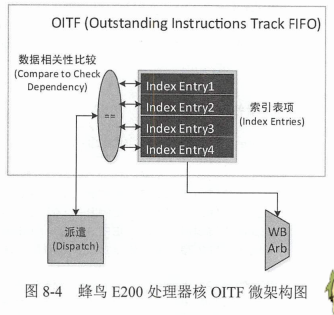 OITF (Outstanding Instructions Track FIFO)
数据相关性比较
(Compare to Check
Dependency)
==
Index Entry1
Index Entry2
Index Entry3
Index Entry4
索引表项
(Index Entries)
派遣
(Dispatch)
WB
Arb
图 8-4 蜂鸟 E200 处理器核 OITF 微架构图